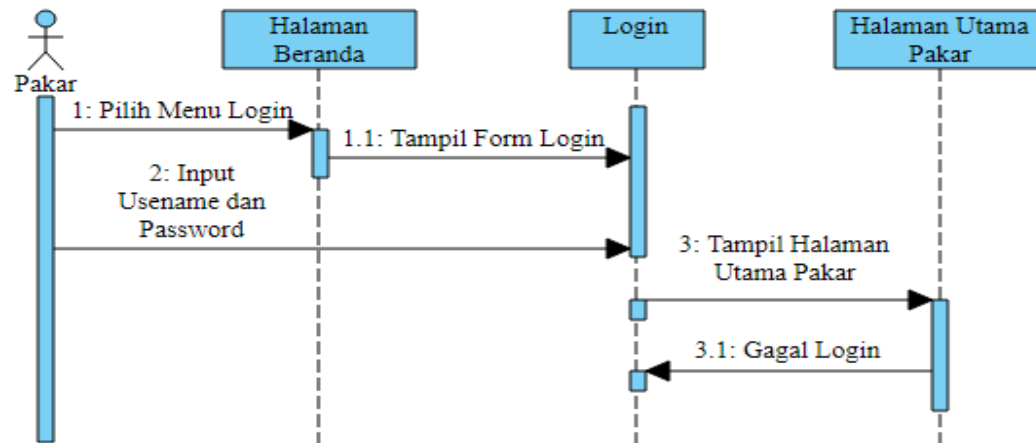 Halaman
Beranda
Login
Halaman Utama
Pakar
Pakar
1: Pilih Menu Login
1.1: Tampil Form Login
2: Input
Usename dan
Password
3: Tampil Halaman
Utama Pakar
3.1: Gagal Login